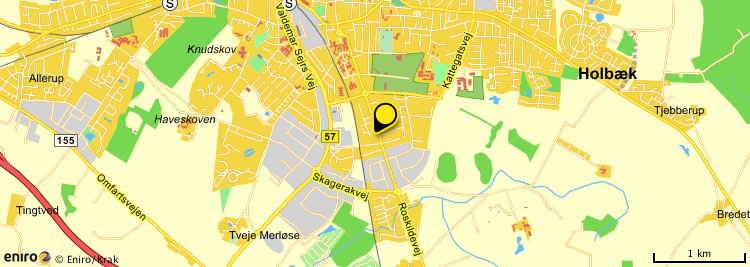 S
S
Valdemar Sejrs Vej
Knudskov
Kattegatsvej
Allerup
Holbæk
Tjebberup
Haveskoven
57
155
Skagerakvej
Omfartsvejen
Tingtved
Roskildevej
Bredet
Tveje Merløse
eniro © Eniro/Krak
1 km